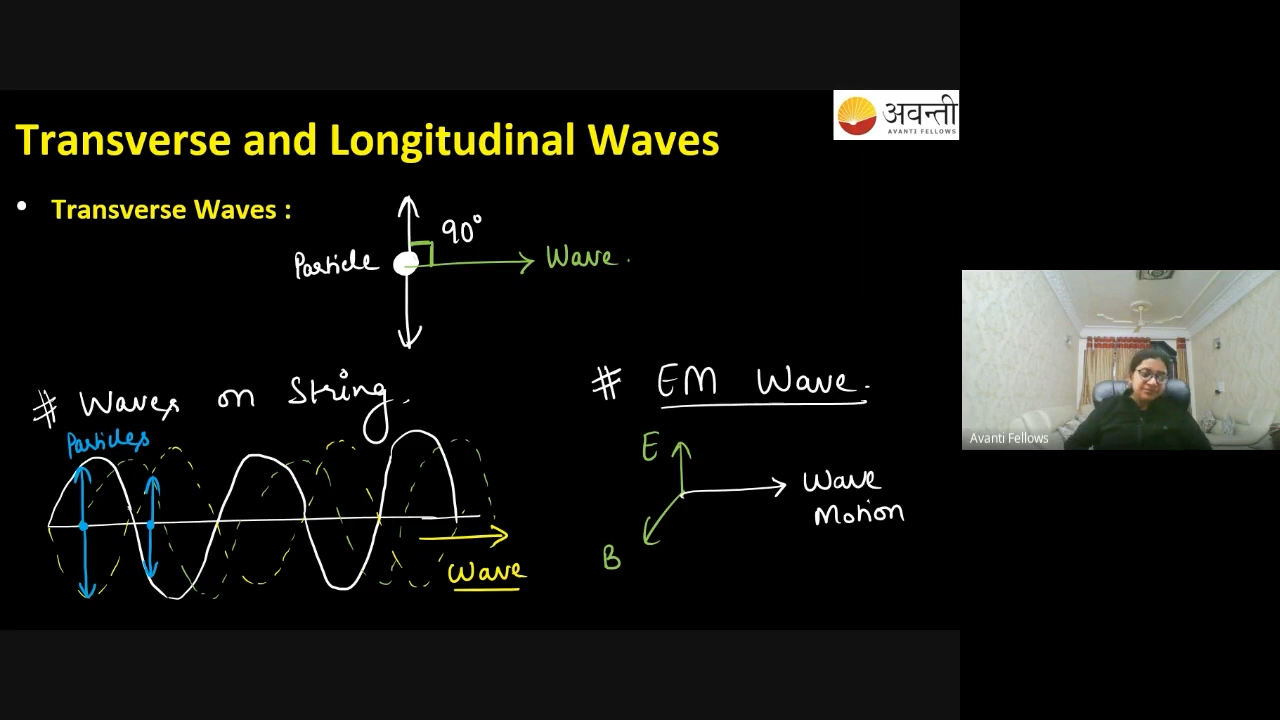 अवन्ती
AVANTI FELLOWS
Transverse and Longitudinal Waves
• Transverse Waves :
90°
Particle
Wave.
# Waves on String.
Particles
Wave
# EM Wave.
E
Wave
Motion
B
Avanti Fellows